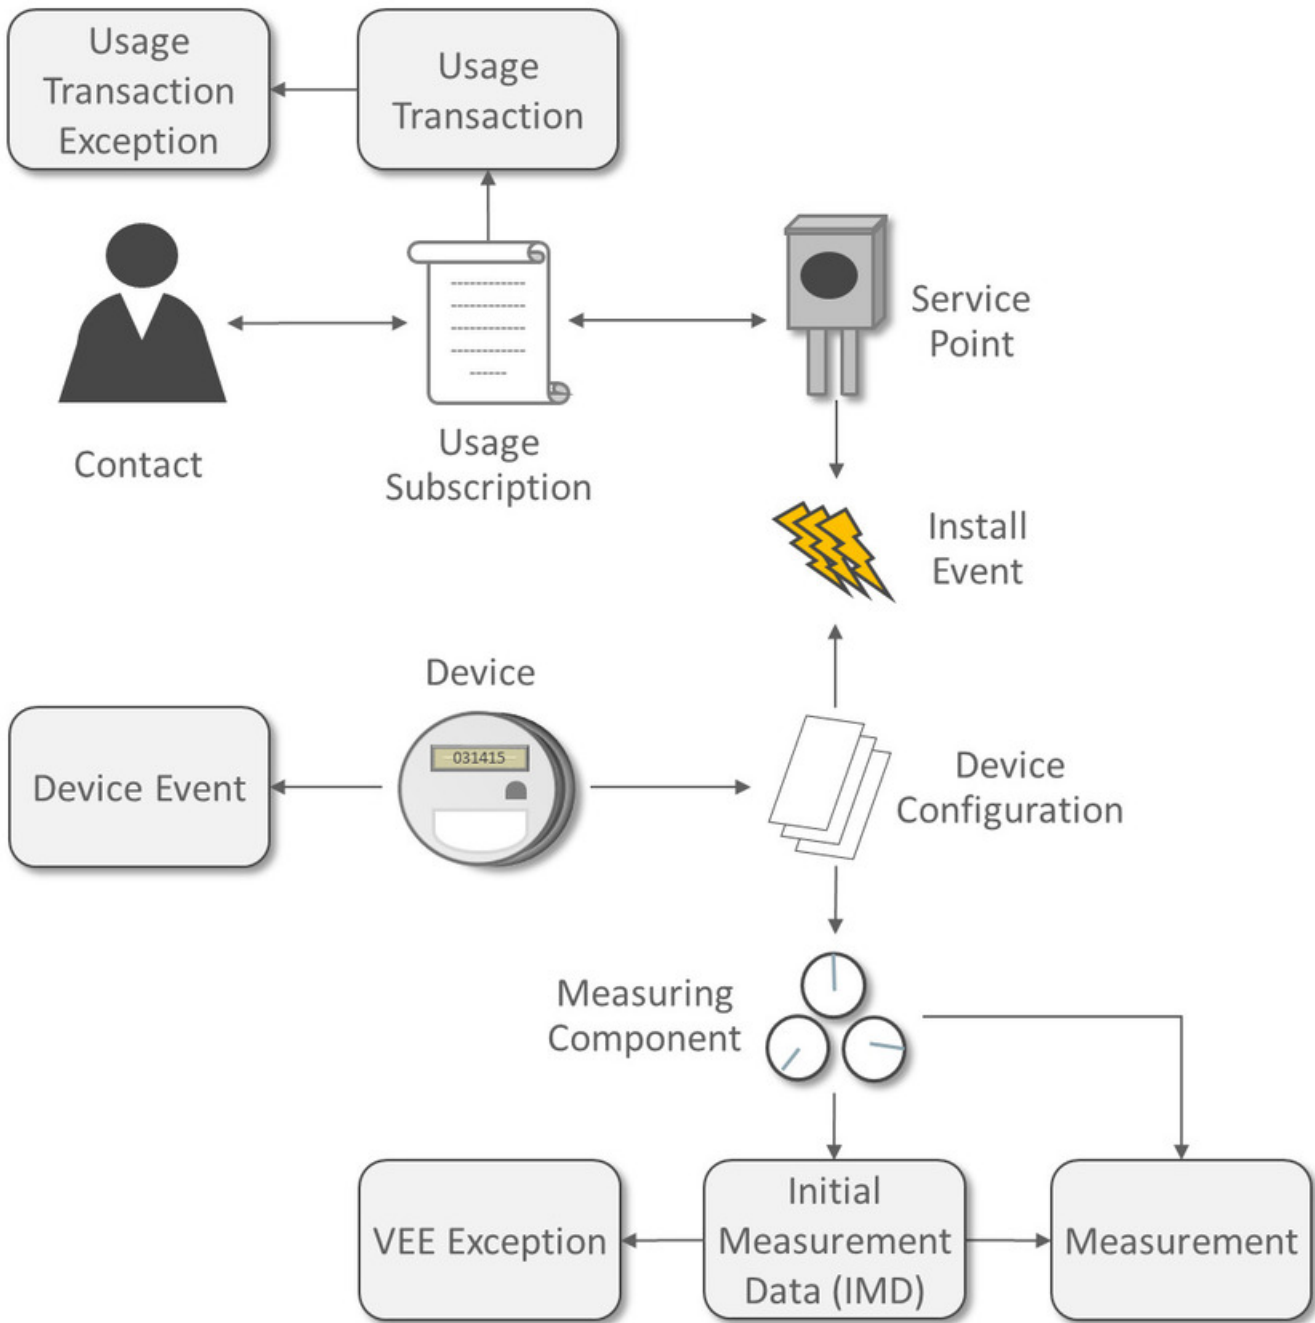 Usage
Transaction
Exception
Usage
Transaction
Service
Point
Contact
Usage
Subscription
Install
Event
Device
031415
Device Event
Device
Configuration
Measuring
Component
VEE Exception
Initial
Measurement
Data (IMD)
Measurement